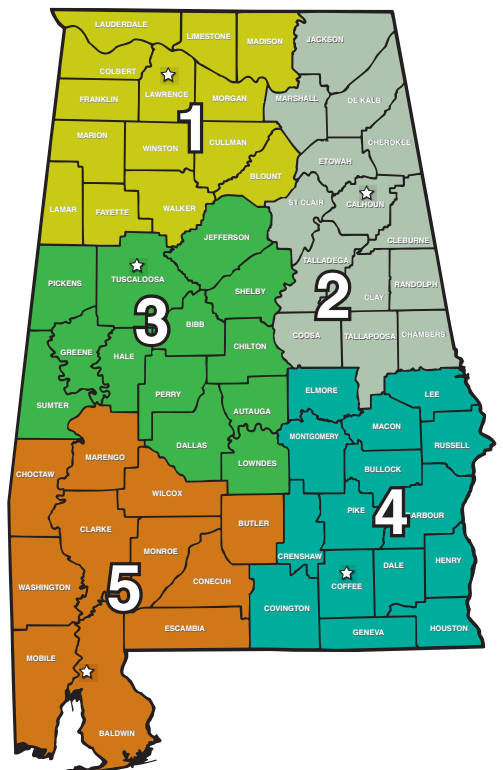 LAUDERDALE
LIMESTONE
MADISON
JACKSON
COLBERT
LAWRENCE
FRANKLIN
MORGAN
MARSHALL
DE KALB
1
MARION
WINSTON
CULLMAN
CHEROKEE
ETOWAH
BLOUNT
LAMAR
FAYETTE
WALKER
ST CLAIR
CALHOUN
JEFFERSON
CLEBURNE
TALLADEGA
PICKENS
TUSCALOOSA
SHELBY
2
CLAY
RANDOLPH
3
BIBB
GREENE
HALE
CHILTON
COOSA
TALLAPOOSA
CHAMBERS
SUMTER
PERRY
AUTAUGA
ELMORE
LEE
MACON
DALLAS
MONTGOMERY
RUSSELL
CHOCTAW
MARENGO
LOWNDES
BULLOCK
WILCOX
PIKE
4
ARBOUR
CLARKE
BUTLER
MONROE
CRENSHAW
WASHINGTON
5
CONECUH
COFFEE
DALE
HENRY
COVINGTON
ESCAMBIA
GENEVA
HOUSTON
MOBILE
BALDWIN